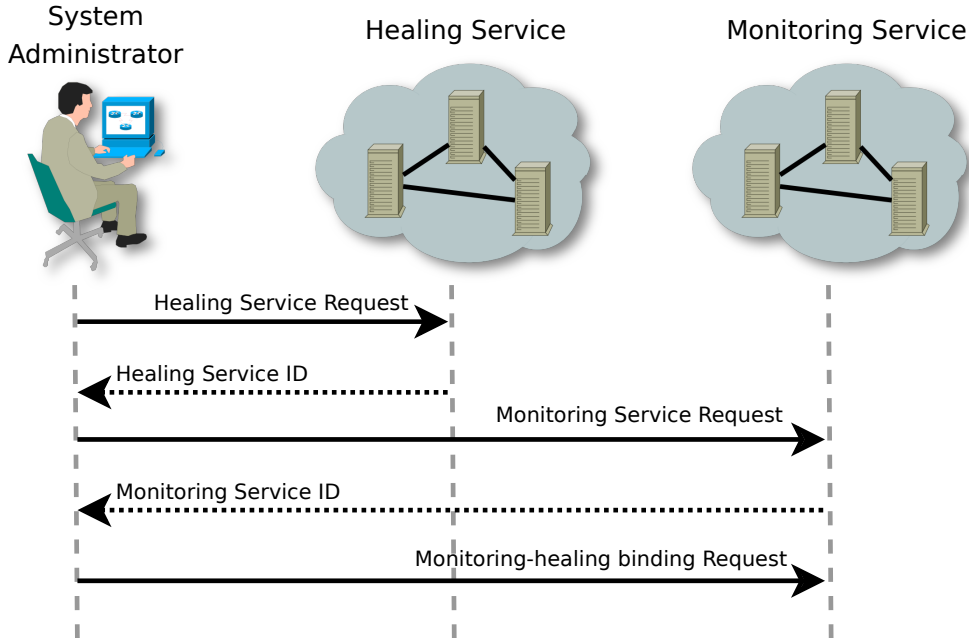 System
Administrator
Healing Service
Monitoring Service
Healing Service Request
Healing Service ID
Monitoring Service Request
Monitoring Service ID
Monitoring-healing binding Request